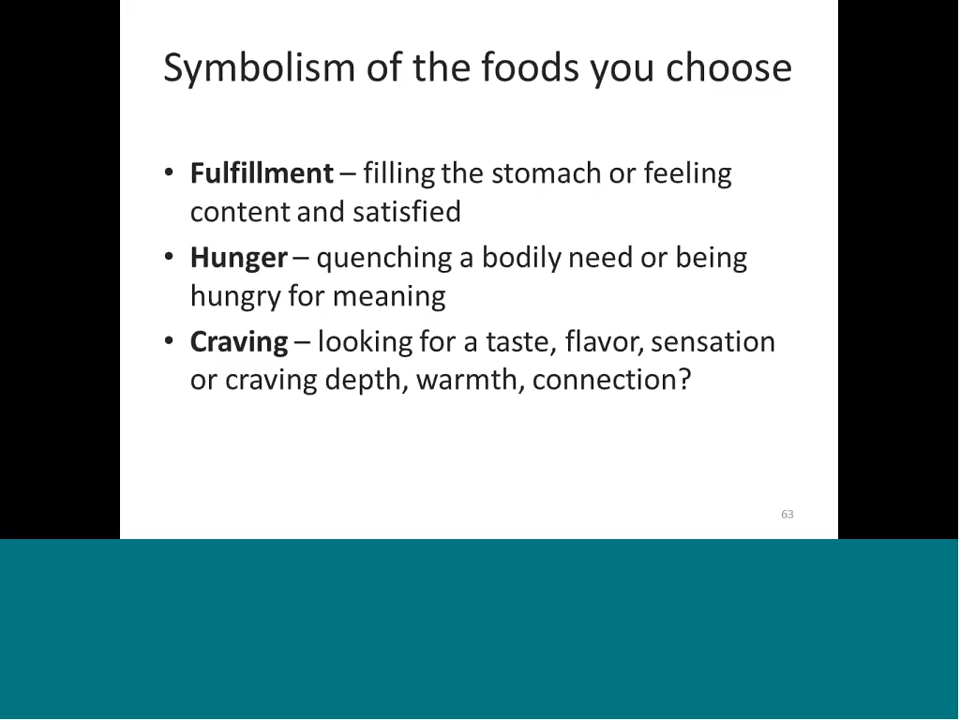 Symbolism of the foods you choose
• Fulfillment – filling the stomach or feeling
content and satisfied
• Hunger – quenching a bodily need or being
hungry for meaning
• Craving – looking for a taste, flavor, sensation
or craving depth, warmth, connection?
63